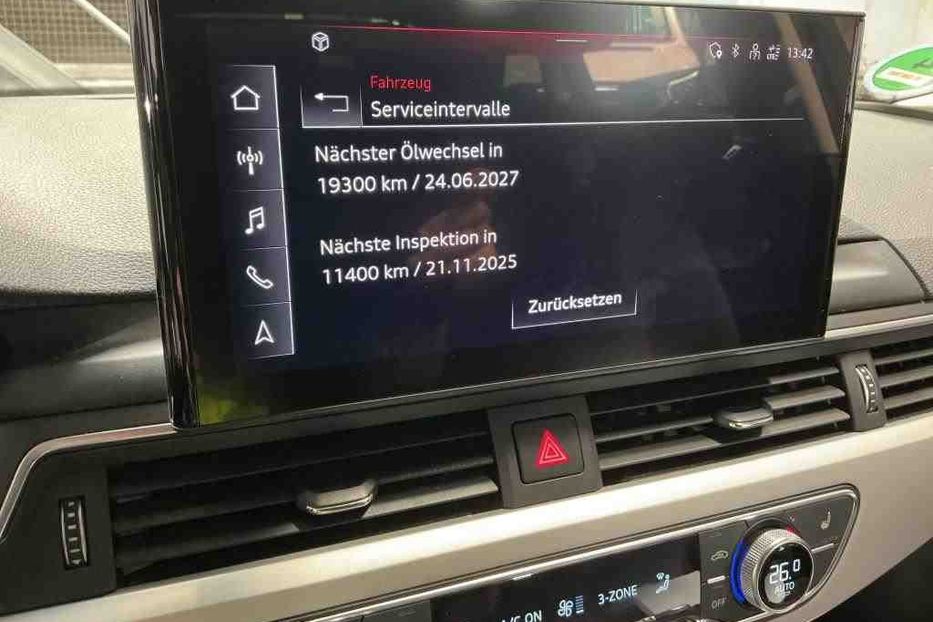 13:42
Fahrzeug
Serviceintervalle
Nächster Ölwechsel in
19300 km / 24.06.2027
Nächste Inspektion in
11400 km / 21.11.2025
Zurücksetzen
26.0
AUTO
3-ZONE
A/C ON
OFF